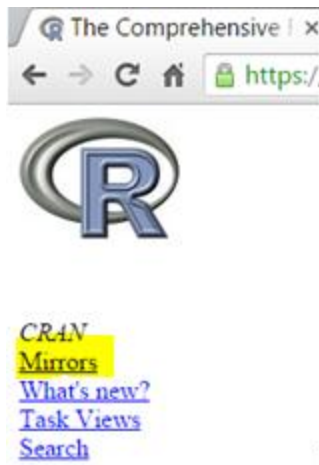 The Comprehensive
https:/
R
CRAN
Mirrors
What's new?
Task Views
Search